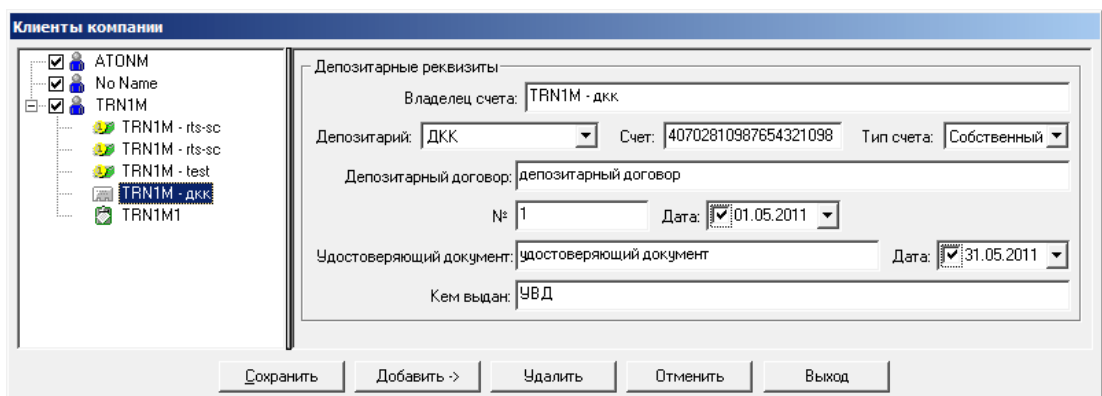 Клиенты компании
ATONM
No Name
TRN1M
TRN1M - rts-sc
TRN1M - rts-sc
TRN1M - test
TRN1M - дкк
TRN1M1
Депозитарные реквизиты
Владелец счета: TRN1M - дкк
Депозитарий: ДКК Счет: 40702810987654321098 Тип счета: Собственный
Депозитарный договор: депозитарный договор
№ 1 Дата: 01.05.2011
Удостоверяющий документ: удостоверяющий документ Дата: 31.05.2011
Кем выдан: УВД
Сохранить Добавить -> Удалить Отменить Выход